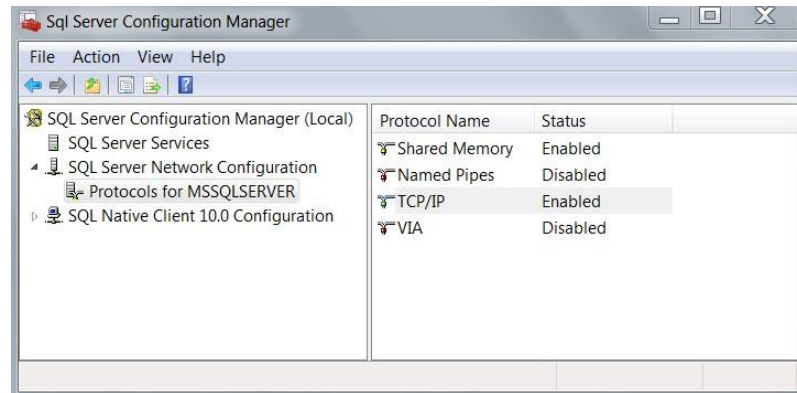 Sql Server Configuration Manager
File Action View Help
SQL Server Configuration Manager (Local)
SQL Server Services
SQL Server Network Configuration
Protocols for MSSQLSERVER
SQL Native Client 10.0 Configuration
Protocol Name Status
Shared Memory Enabled
Named Pipes Disabled
TCP/IP Enabled
VIA Disabled